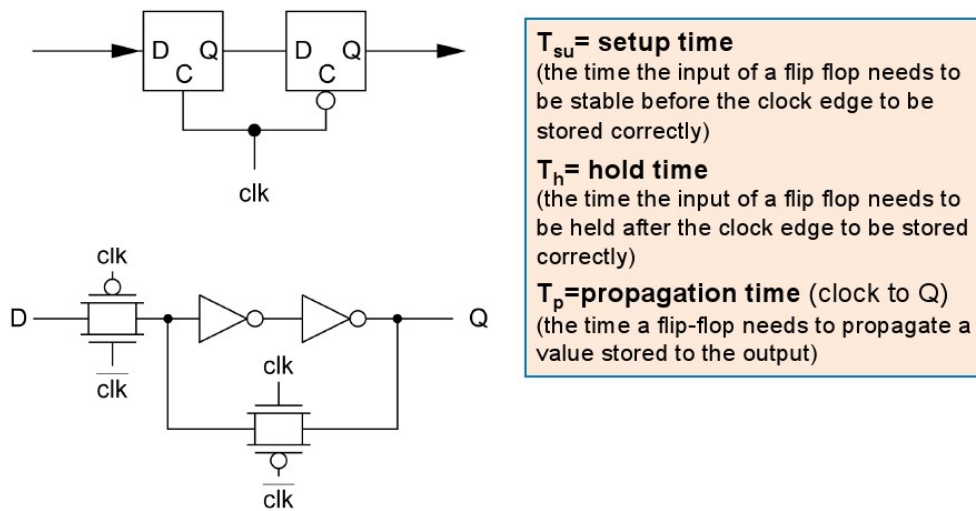 D Q D Q
C C
clk
clk
D Q
clk
clk
clk
T_su= setup time
(the time the input of a flip flop needs to
be stable before the clock edge to be
stored correctly)
T_h= hold time
(the time the input of a flip flop needs to
be held after the clock edge to be stored
correctly)
T_p=propagation time (clock to Q)
(the time a flip-flop needs to propagate a
value stored to the output)